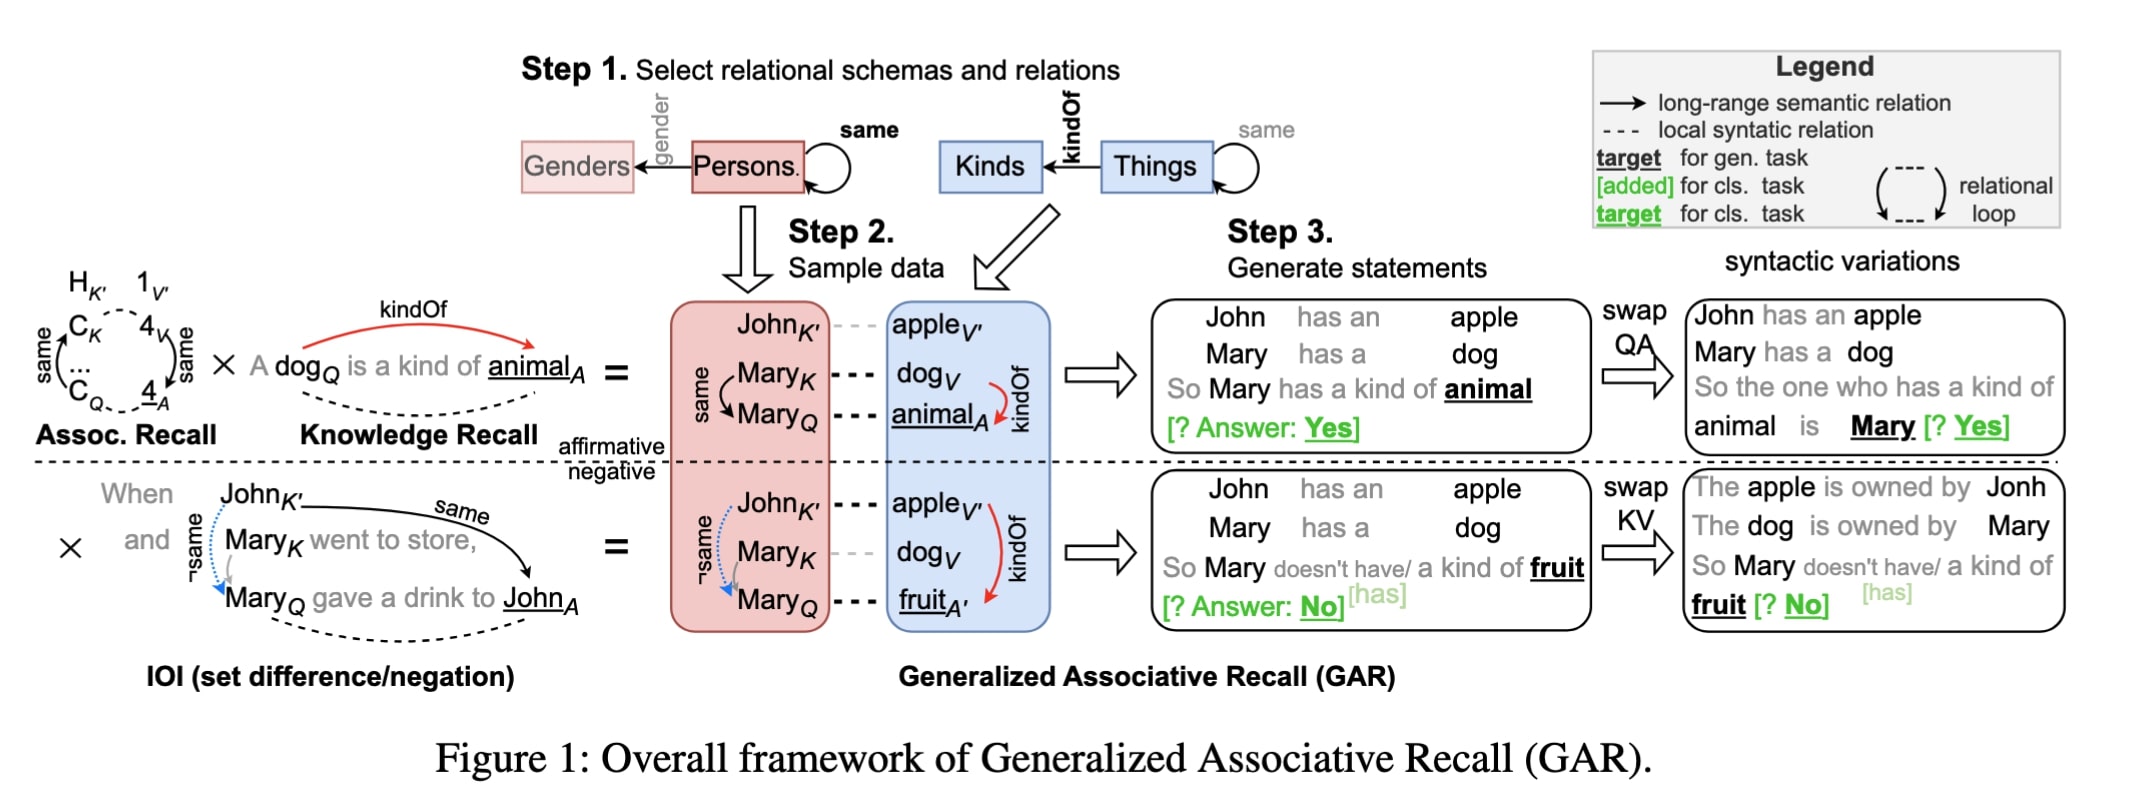 Step 1. Select relational schemas and relations
Genders
gender
Persons.
same
Kinds
kindOf
Things
same
Legend
long-range semantic relation
local syntatic relation
target for gen. task
[added] for cls. task
target for cls. task
relational
loop
Step 2.
Sample data
Step 3.
Generate statements
syntactic variations
H_K' 1_V'
C_K 4_V
...
C_Q 4_A
same
same
Assoc. Recall
×
kindOf
A dog_Q is a kind of animal_A
Knowledge Recall
=
affirmative
negative
John_K' --- apple_V'
Mary_K --- dog_V
Mary_Q --- animal_A
same
kindOf
John has an apple
Mary has a dog
So Mary has a kind of animal
[? Answer: Yes]
swap
QA
John has an apple
Mary has a dog
So the one who has a kind of
animal is Mary [? Yes]
×
When John_K'
and Mary_K went to store,
Mary_Q gave a drink to John_A
¬same
same
IOI (set difference/negation)
=
John_K' --- apple_V'
Mary_K --- dog_V
Mary_Q --- fruit_A'
¬same
kindOf
John has an apple
Mary has a dog
So Mary doesn't have/ a kind of fruit
[? Answer: No] [has]
swap
KV
The apple is owned by Jonh
The dog is owned by Mary
So Mary doesn't have/ a kind of
fruit [? No] [has]
Generalized Associative Recall (GAR)
Figure 1: Overall framework of Generalized Associative Recall (GAR).